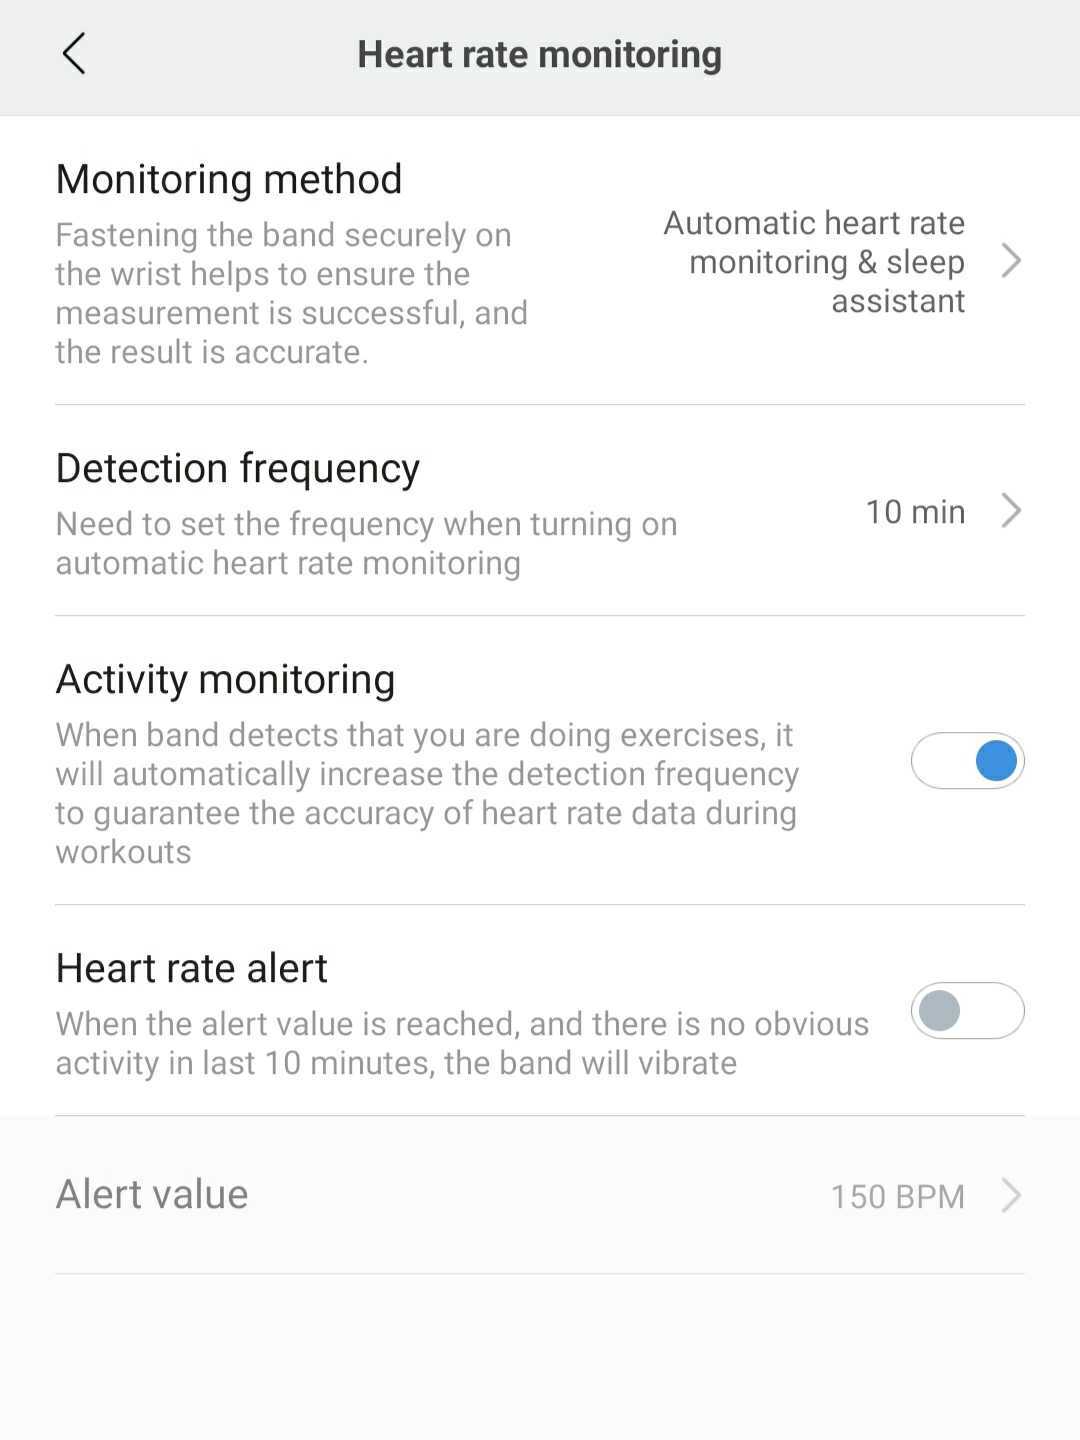 Heart rate monitoring
Monitoring method
Fastening the band securely on
the wrist helps to ensure the
measurement is successful, and
the result is accurate.
Automatic heart rate
monitoring & sleep
assistant
Detection frequency
Need to set the frequency when turning on
automatic heart rate monitoring
10 min
Activity monitoring
When band detects that you are doing exercises, it
will automatically increase the detection frequency
to guarantee the accuracy of heart rate data during
workouts
Heart rate alert
When the alert value is reached, and there is no obvious
activity in last 10 minutes, the band will vibrate
Alert value
150 BPM